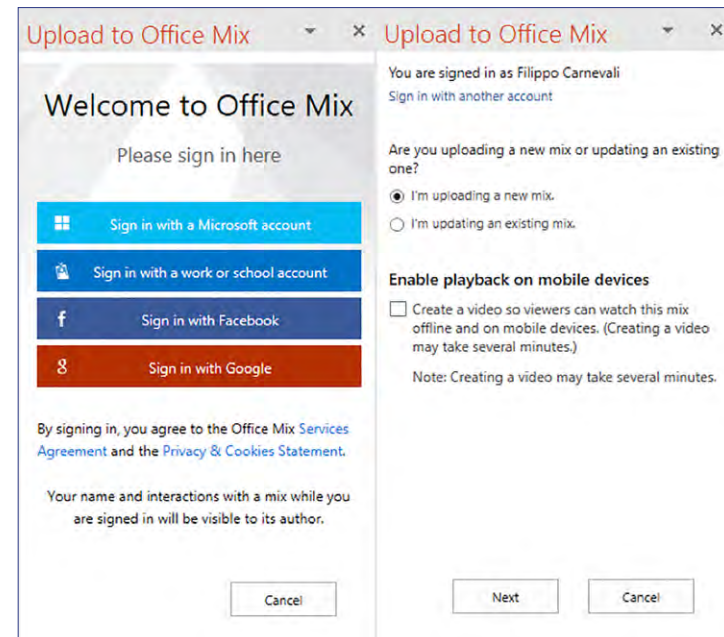 Upload to Office Mix
Welcome to Office Mix
Please sign in here
Sign in with a Microsoft account
Sign in with a work or school account
f Sign in with Facebook
8 Sign in with Google
By signing in, you agree to the Office Mix Services
Agreement and the Privacy & Cookies Statement.
Your name and interactions with a mix while you
are signed in will be visible to its author.
Cancel
Upload to Office Mix
You are signed in as Filippo Carnevali
Sign in with another account
Are you uploading a new mix or updating an existing
one?
I'm uploading a new mix.
I'm updating an existing mix.
Enable playback on mobile devices
Create a video so viewers can watch this mix
offline and on mobile devices. (Creating a video
may take several minutes.)
Note: Creating a video may take several minutes.
Next
Cancel